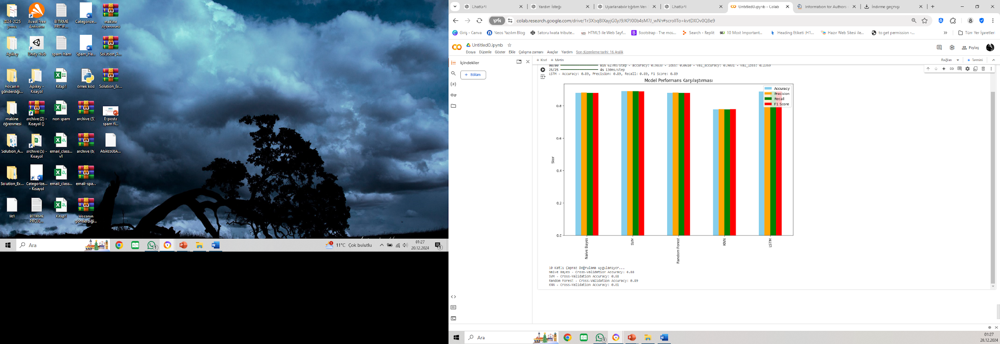 2024-2025 yzmu
Avast Free Antivirus
BİTİRME PROJE...
Categorize...
makine öğrenmesi
Apikey
Unity Hub
spam-ham
Spam_Ha...
Solution_A...
Hocanın gönderdiği...
Apikey - Kısayol
Kitap1
örnek kod
Solution_Ex...
makine öğrenmesi
archive (2) - Kısayol ()
non spam
archive (5)
E-posta spam fi...
Solution_A...
archive (5) - Kısayol
email_class... v1
archive (6)
A6A6508A...
Solution_Ex...
Categorize... - Kısayol
email_class...
email-spa...
lit1
BİTİRME PROJE...
Kitap1
Hocanın gönderdiği...
Ara
11°C Çok bulutlu
01:27
20.12.2024
ChatGPT
Yardım İsteği
Uyarlanabilir Eğitim Veri
ChatGPT
Untitled0.ipynb - Colab
Information for Authors
İndirme geçmişi
VPN
colab.research.google.com/drive/
Giriş - Canva
Neos Yazılım Blog
Satoru Iwata tribute...
HTML5 ile Web Sayf...
Bootstrap · The mos...
Search - Replit
10 Most Important...
Heading Etiketi (H1...
Hazır Web Sitesi ile...
to get permission -...
Tüm Yer İşaretleri
Untitled0.ipynb
Dosya Düzenle Göster Ekle Çalışma zamanı Araçlar Yardım Son düzenleme tarihi: 16 Aralık
Paylaş
İçindekiler
+ Kod + Metin
Bağlan
Gemini
+ Bölüm
80/80 81s 627ms/step - accuracy: 0.9833 - loss: 0.0610 - val_accuracy: 0.9031 - val_loss: 0.2359
25/25 4s 130ms/step
LSTM - Accuracy: 0.89, Precision: 0.89, Recall: 0.89, F1 Score: 0.89
Model Performans Karşılaştırması
Accuracy
Precision
Recall
F1 Score
0.8
0.6
0.4
0.2
0.0
Skor
Naive Bayes
SVM
Random Forest
KNN
LSTM
10 Katlı Çapraz Doğrulama uygulanıyor...
Naive Bayes - Cross-Validation Accuracy: 0.88
SVM - Cross-Validation Accuracy: 0.88
Random Forest - Cross-Validation Accuracy: 0.89
KNN - Cross-Validation Accuracy: 0.81
Ara
01:27
20.12.2024